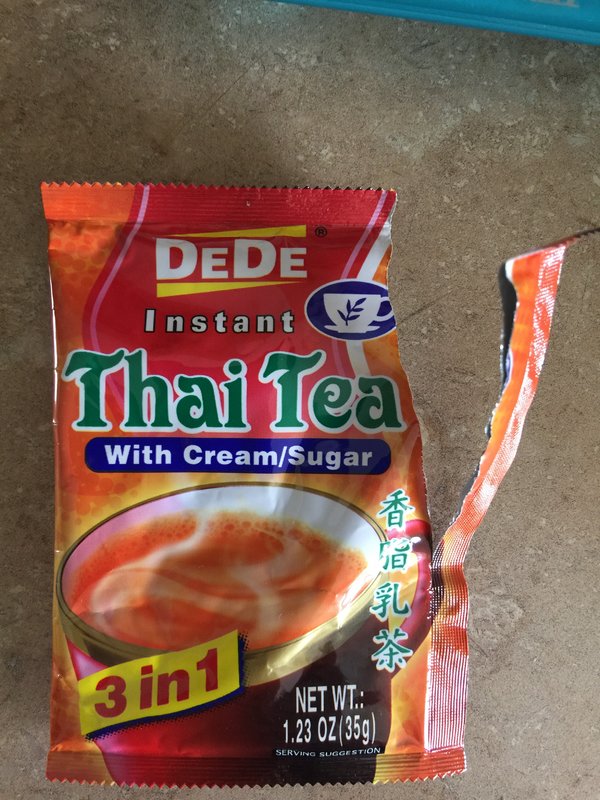 DEDE ®
Instant
Thai Tea
With Cream/Sugar
香
脂
乳
茶
3 in 1
NET WT.:
1.23 OZ (35g)
SERVING SUGGESTION